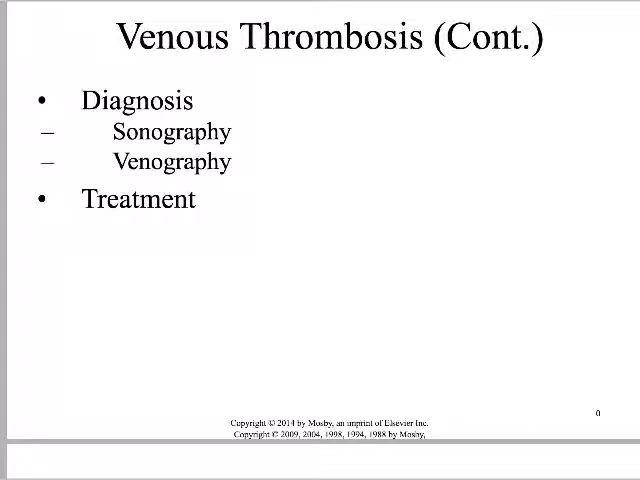 Venous Thrombosis (Cont.)
• Diagnosis
– Sonography
– Venography
• Treatment
0
Copyright © 2014 by Mosby, an imprint of Elsevier Inc.
Copyright © 2009, 2004, 1998, 1994, 1988 by Mosby,